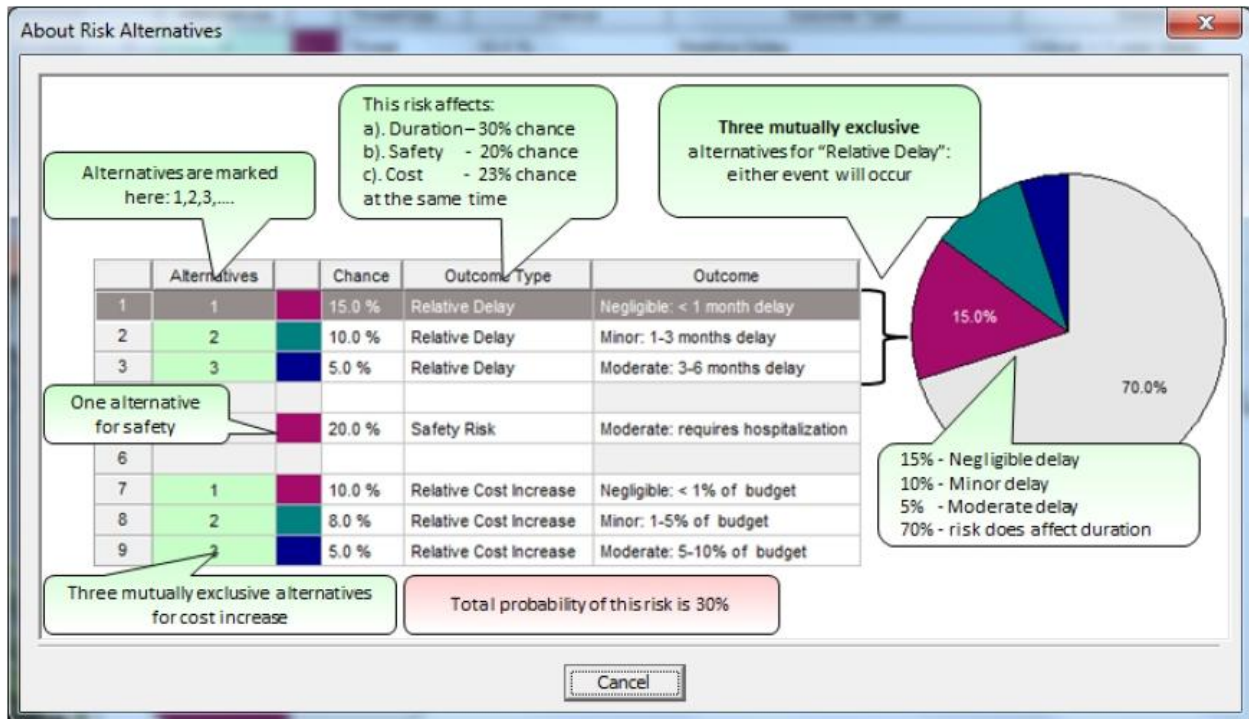 About Risk Alternatives
This risk affects:
a). Duration – 30% chance
b). Safety - 20% chance
c). Cost - 23% chance
at the same time
Three mutually exclusive
alternatives for “Relative Delay”:
either event will occur
Alternatives are marked
here: 1,2,3,....
Alternatives Chance Outcome Type Outcome
1 1 15.0 % Relative Delay Negligible: < 1 month delay
2 2 10.0 % Relative Delay Minor: 1-3 months delay
3 3 5.0 % Relative Delay Moderate: 3-6 months delay
15.0%
70.0%
One alternative
for safety
20.0 % Safety Risk Moderate: requires hospitalization
6
7 1 10.0 % Relative Cost Increase Negligible: < 1% of budget
8 2 8.0 % Relative Cost Increase Minor: 1-5% of budget
9 3 5.0 % Relative Cost Increase Moderate: 5-10% of budget
15% - Negligible delay
10% - Minor delay
5% - Moderate delay
70% - risk does affect duration
Three mutually exclusive alternatives
for cost increase
Total probability of this risk is 30%
Cancel